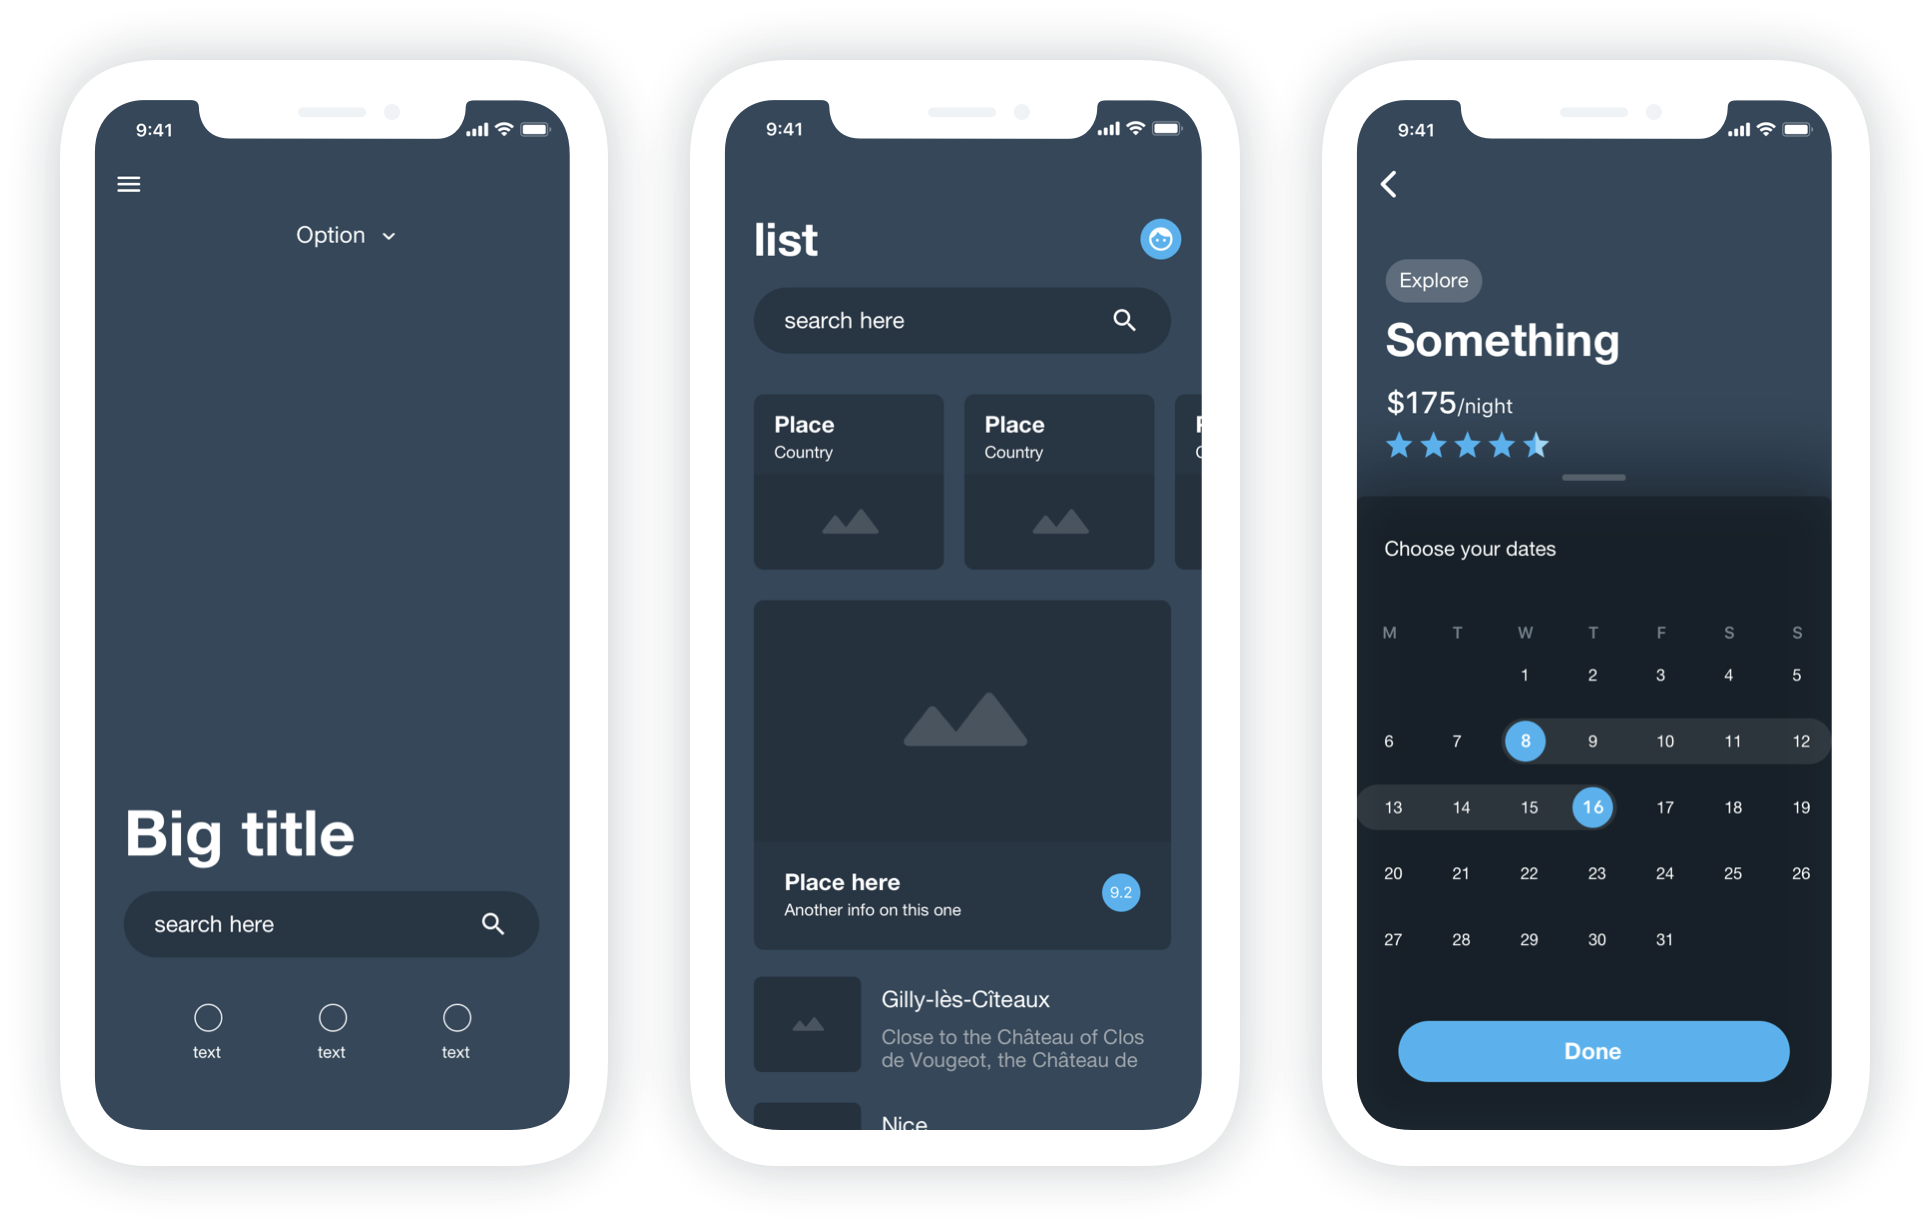 9:41
Option
Big title
search here
text text text
9:41
list
search here
Place Place
Country Country
Place here
Another info on this one
9.2
Gilly-lès-Cîteaux
Close to the Château of Clos
de Vougeot, the Château de
Nice
9:41
Explore
Something
$175/night
Choose your dates
M T W T F S S
1 2 3 4 5
6 7 8 9 10 11 12
13 14 15 16 17 18 19
20 21 22 23 24 25 26
27 28 29 30 31
Done